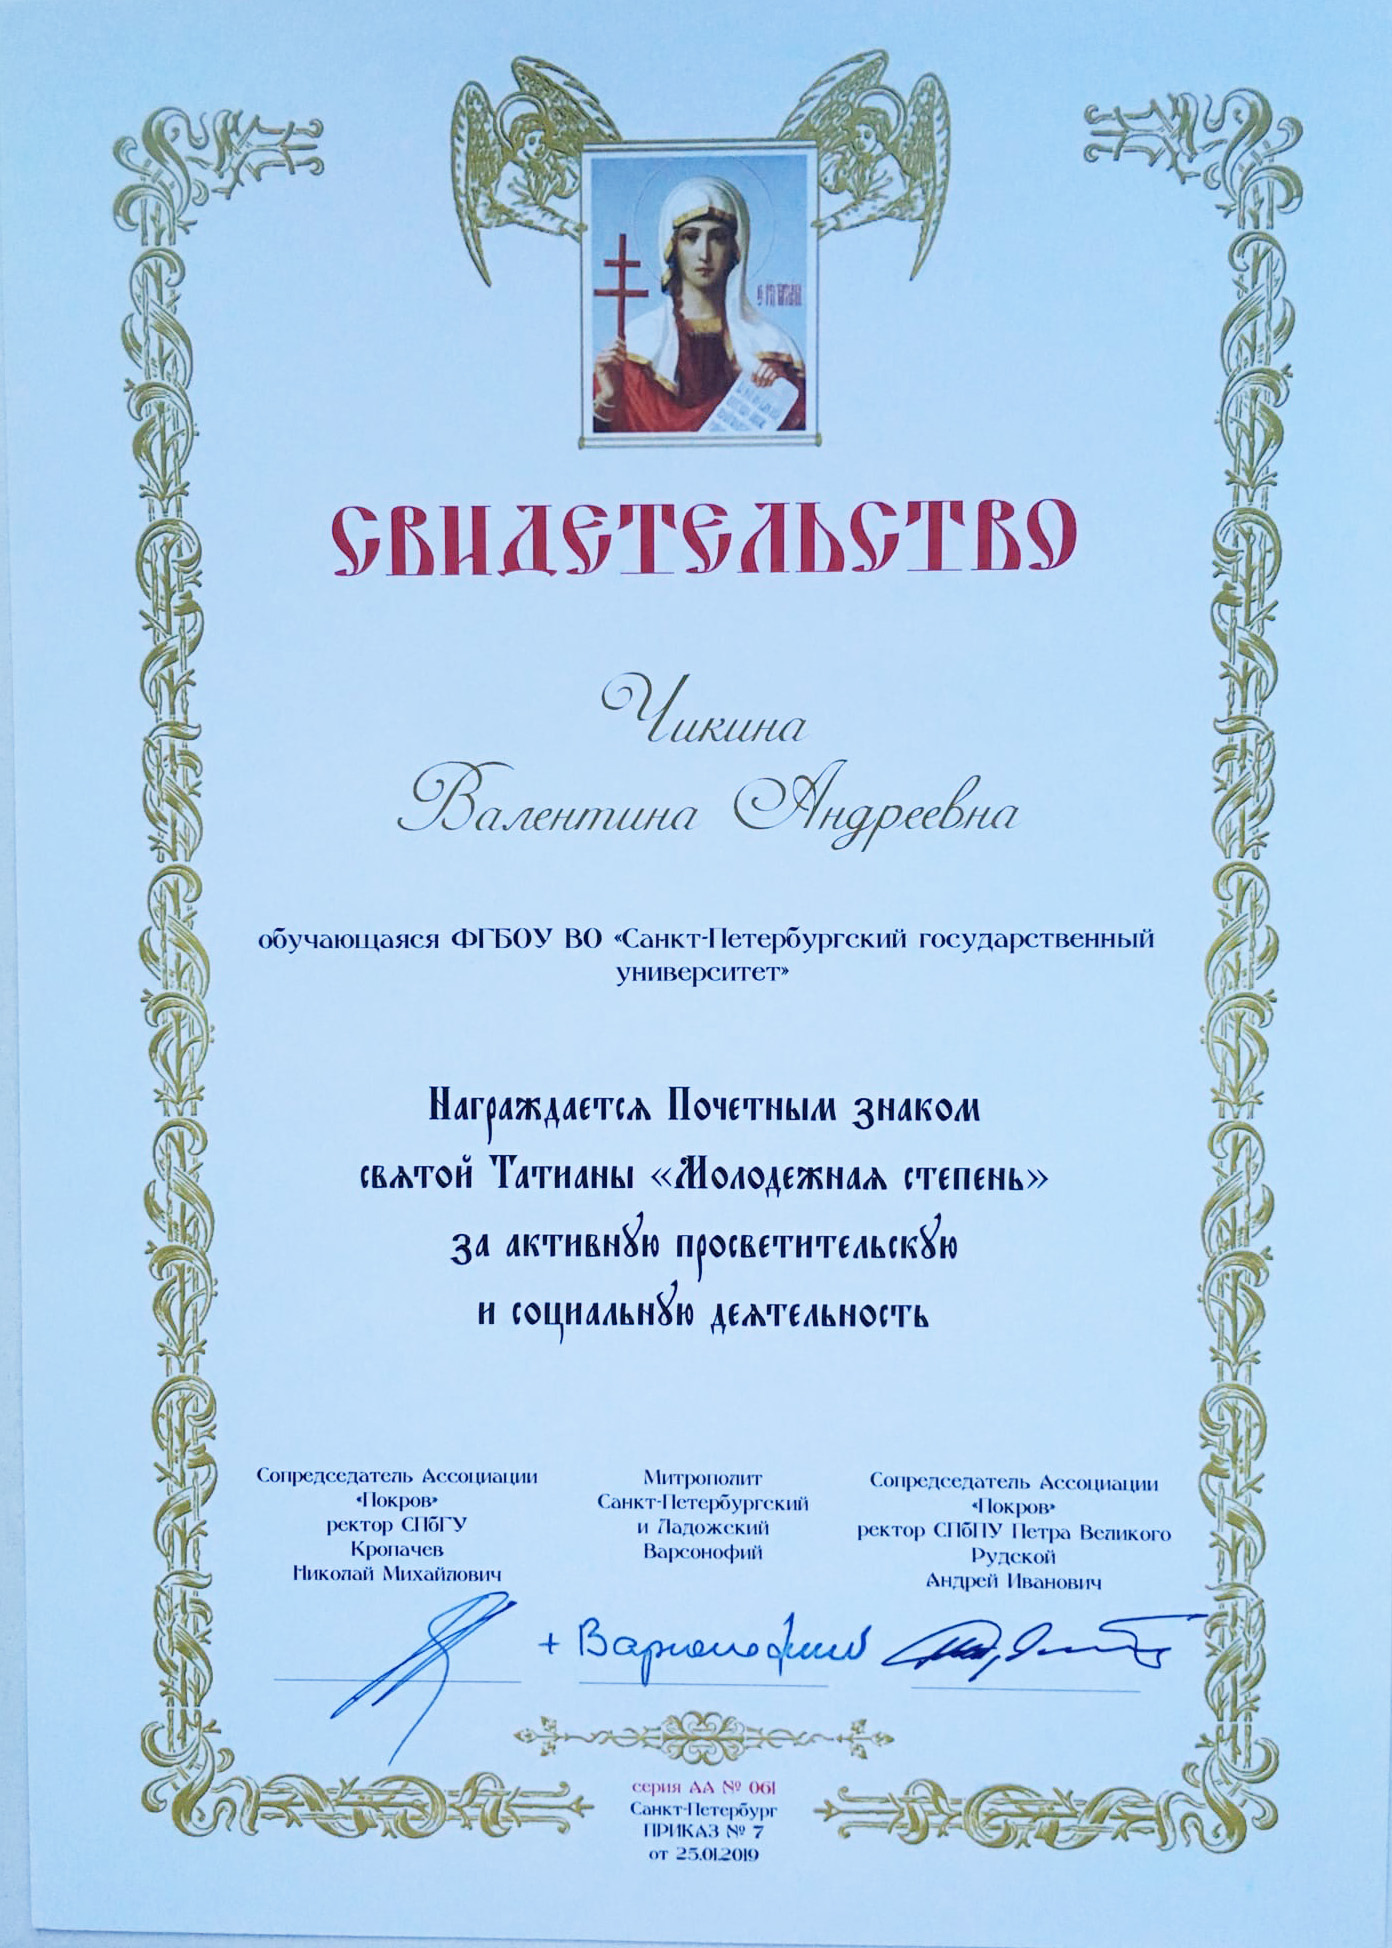 СВИДЕТЕЛЬСТВО
Чикина
Валентина Андреевна
обучающаяся ФГБОУ ВО «Санкт-Петербургский государственный
университет»
Награждается Почетным знаком
святой Татианы «Молодежная степень»
за активную просветительскую
и социальную деятельность
Сопредседатель Ассоциации
«Покров»
ректор СПбГУ
Кропачев
Николай Михайлович
Митрополит
Санкт-Петербургский
и Ладожский
Варсонофий
Сопредседатель Ассоциации
«Покров»
ректор СПбПУ Петра Великого
Рудской
Андрей Иванович
+ Варсонофий
серия АА № 061
Санкт-Петербург
ПРИКАЗ № 7
от 25.01.2019